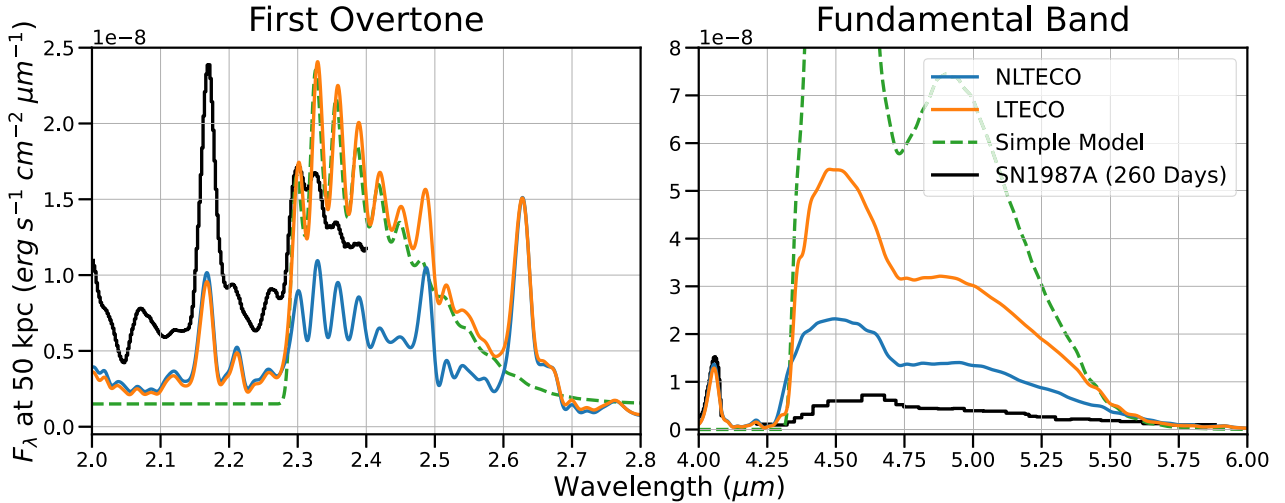 First Overtone
Fundamental Band
1e−8
1e−8
2.5
2.0
1.5
1.0
0.5
0.0
8
7
6
5
4
3
2
1
0
NLTECO
LTECO
Simple Model
SN1987A (260 Days)
F_λ at 50 kpc (erg s⁻¹ cm⁻² μm⁻¹)
2.0 2.1 2.2 2.3 2.4 2.5 2.6 2.7 2.8
4.00 4.25 4.50 4.75 5.00 5.25 5.50 5.75 6.00
Wavelength (μm)